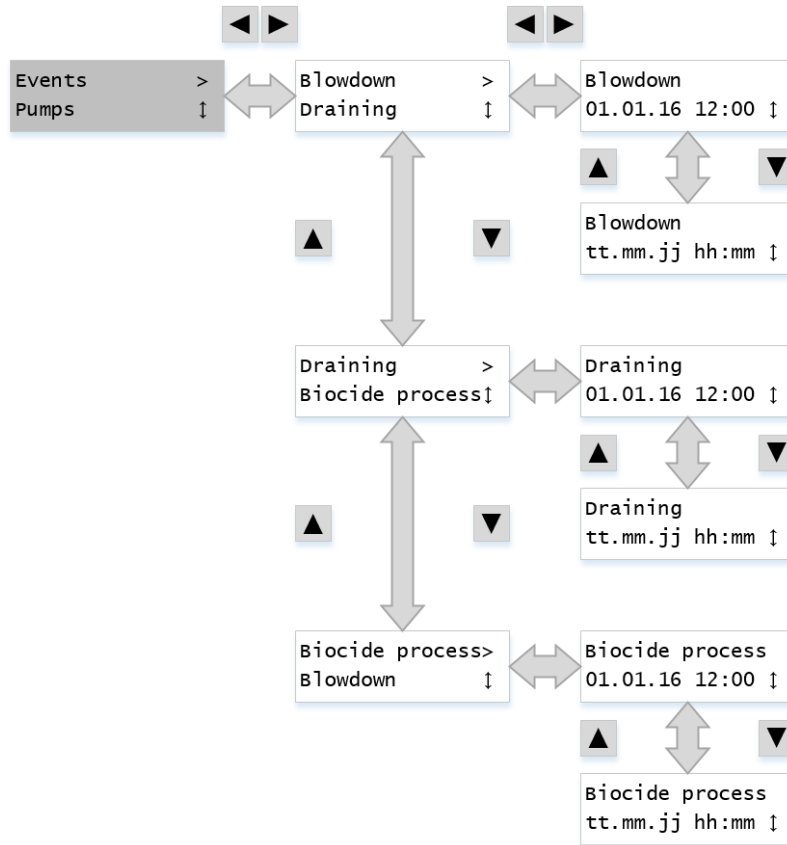 Events >
Pumps ↕
Blowdown >
Draining ↕
Blowdown
01.01.16 12:00 ↕
Blowdown
tt.mm.jj hh:mm ↕
Draining >
Biocide process↕
Draining
01.01.16 12:00 ↕
Draining
tt.mm.jj hh:mm ↕
Biocide process>
Blowdown ↕
Biocide process
01.01.16 12:00 ↕
Biocide process
tt.mm.jj hh:mm ↕